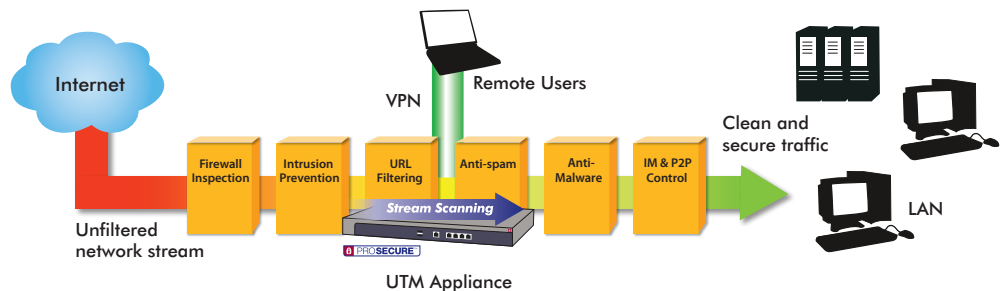 Internet
VPN
Remote Users
Clean and
secure traffic
Firewall
Inspection
Intrusion
Prevention
URL
Filtering
Anti-spam
Anti-
Malware
IM & P2P
Control
Stream Scanning
Unfiltered
network stream
PROSECURE
UTM Appliance
LAN